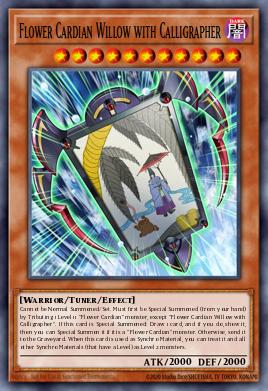 Flower Cardian Willow with Calligrapher
DARK
闇
[Warrior/Tuner/Effect]
Cannot be Normal Summoned/Set. Must first be Special Summoned (from your hand)
by Tributing 1 Level 11 "Flower Cardian" monster, except "Flower Cardian Willow with
Calligrapher". If this card is Special Summoned: Draw 1 card, and if you do, show it,
then you can Special Summon it if it is a "Flower Cardian" monster. Otherwise, send it
to the Graveyard. When this card is used as Synchro Material, you can treat it and all
other Synchro Materials (that have a Level) as Level 2 monsters.
ATK/2000 DEF/2000
©2020 Studio Dice/SHUEISHA, TV TOKYO, KONAMI